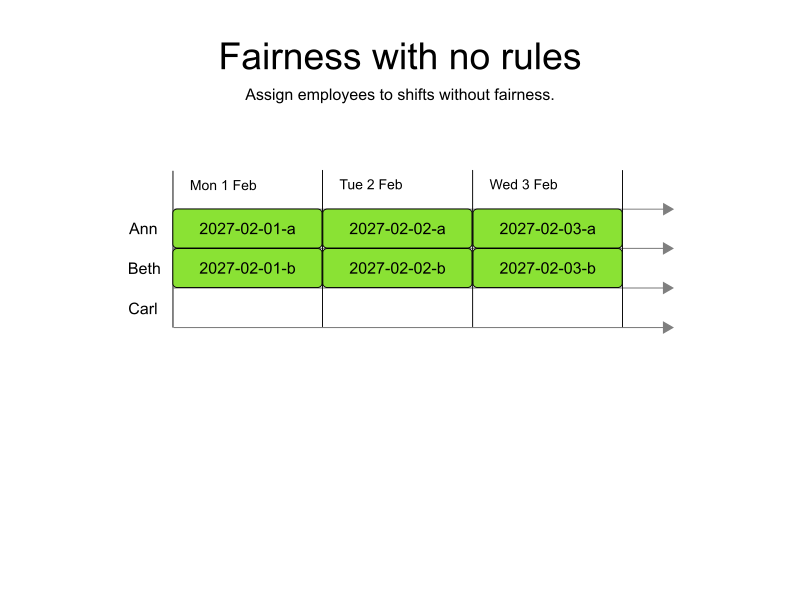 Fairness with no rules
Assign employees to shifts without fairness.
Mon 1 Feb Tue 2 Feb Wed 3 Feb
Ann 2027-02-01-a 2027-02-02-a 2027-02-03-a
Beth 2027-02-01-b 2027-02-02-b 2027-02-03-b
Carl